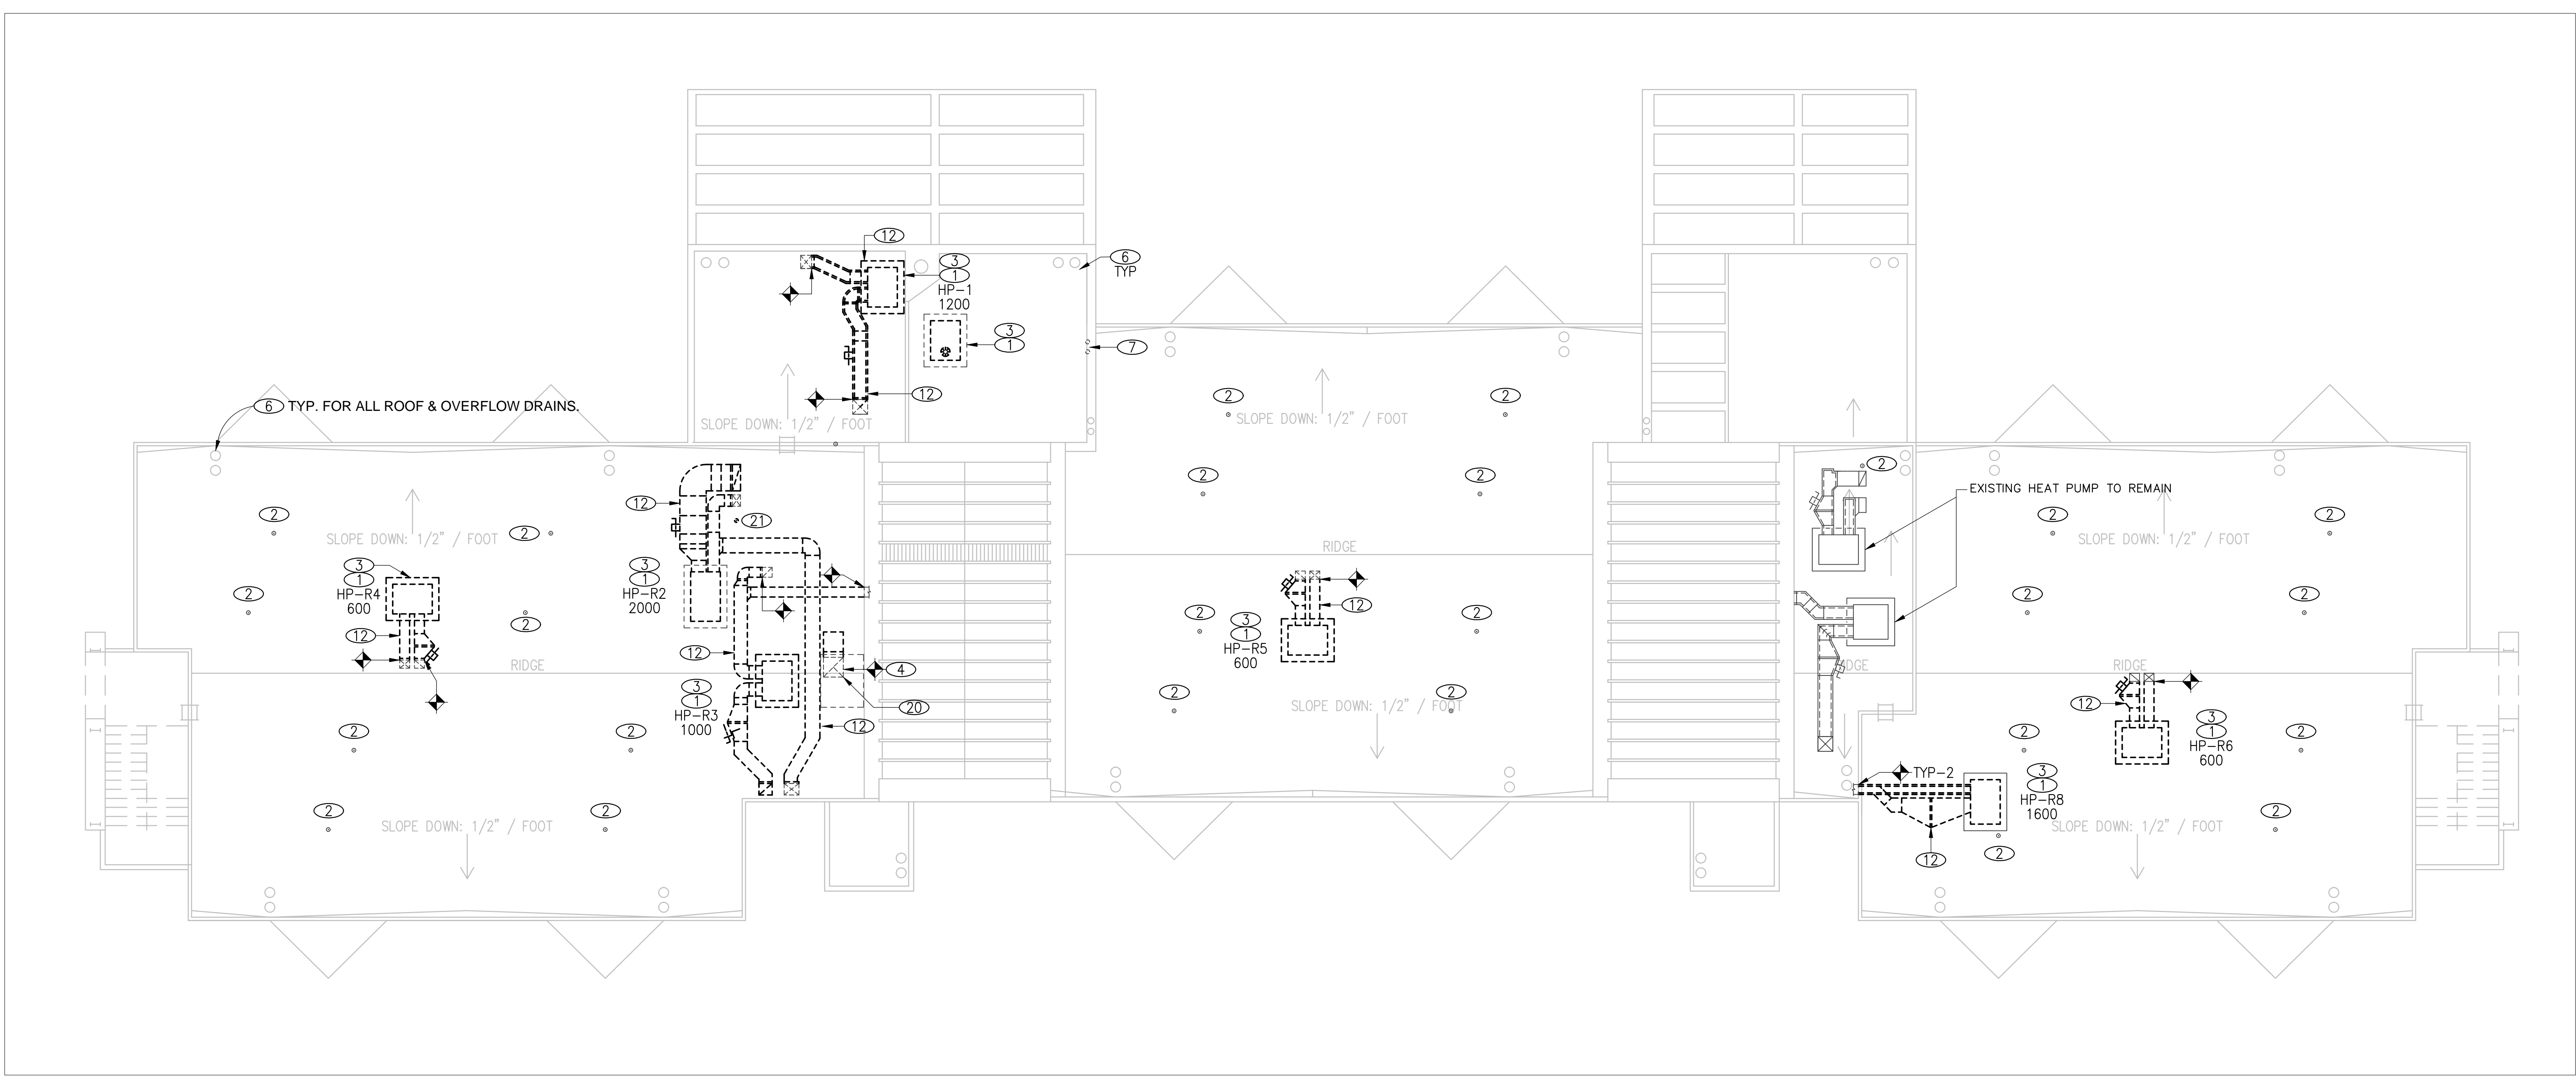 12
3
1
HP-1
1200
6
TYP
3
1
7
12
SLOPE DOWN: 1/2" / FOOT
6 TYP. FOR ALL ROOF & OVERFLOW DRAINS.
2
2
SLOPE DOWN: 1/2" / FOOT
2
2
12
21
2
2
SLOPE DOWN: 1/2" / FOOT
3
1
HP-R4
600
12
2
2
3
1
HP-R2
2000
RIDGE
12
3
1
HP-R3
1000
4
20
12
2
2
2
2
SLOPE DOWN: 1/2" / FOOT
2
2
RIDGE
12
3
1
HP-R5
600
2
2
SLOPE DOWN: 1/2" / FOOT
2
2
2
EXISTING HEAT PUMP TO REMAIN
2
2
SLOPE DOWN: 1/2" / FOOT
2
2
RIDGE
RIDGE
12
3
1
HP-R6
600
2
2
TYP-2
3
1
HP-R8
1600
2
SLOPE DOWN: 1/2" / FOOT
12
2